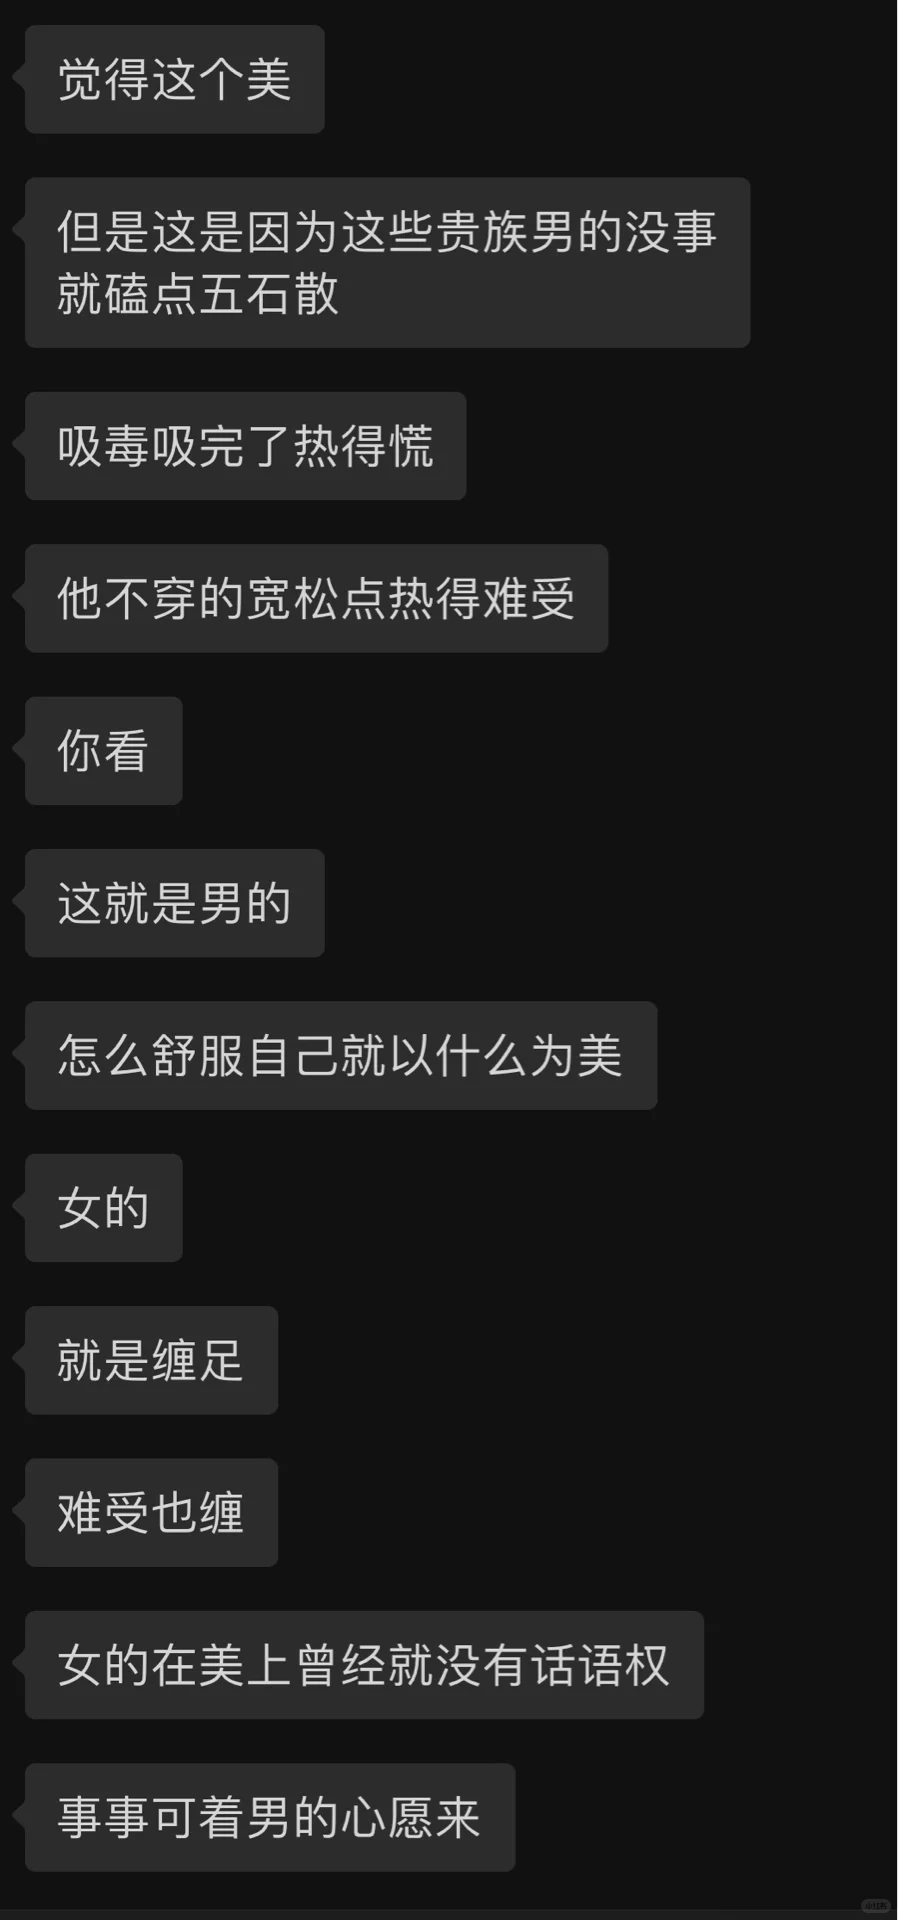 觉得这个美
但是这是因为这些贵族男的没事
就磕点五石散
吸毒吸完了热得慌
他不穿的宽松点热得难受
你看
这就是男的
怎么舒服自己就以什么为美
女的
就是缠足
难受也缠
女的在美上曾经就没有话语权
事事可着男的心愿来